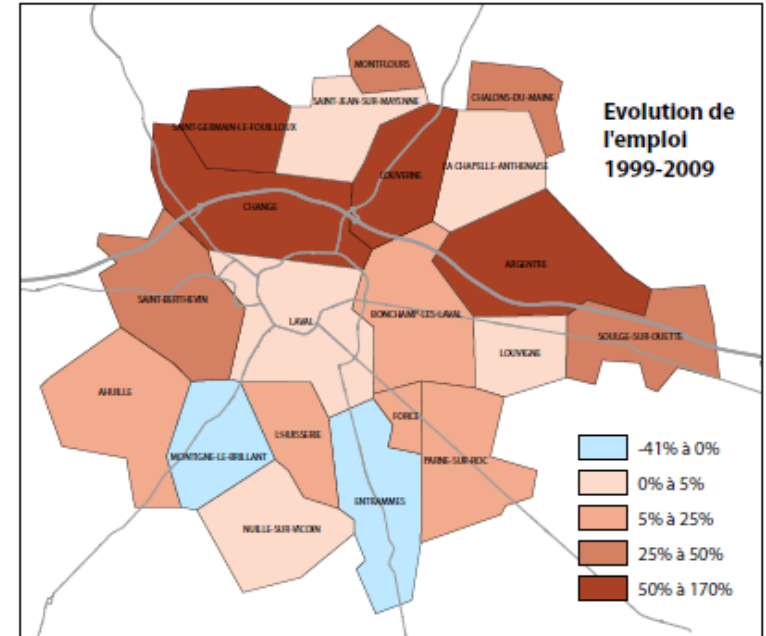 MONTFLOURS
SAINT-JEAN-SUR-MAYENNE
CHALONS-DU-MAINE
Evolution de
l'emploi
1999-2009
SAINT-GERMAIN-LE-FOUILLOUX
LA CHAPELLE-ANTHENAISE
LOUVERNE
CHANGE
ARGENTRE
SAINT-BERTHEVIN
BONCHAMP-LES-LAVAL
LAVAL
SOULGE-SUR-OUETTE
LOUVIGNE
AHUILLE
FORCE
L'HUISSERIE
MONTIGNE-LE-BRILLANT
PARNE-SUR-ROC
ENTRAMMES
NUILLE-SUR-VICOIN
-41% à 0%
0% à 5%
5% à 25%
25% à 50%
50% à 170%